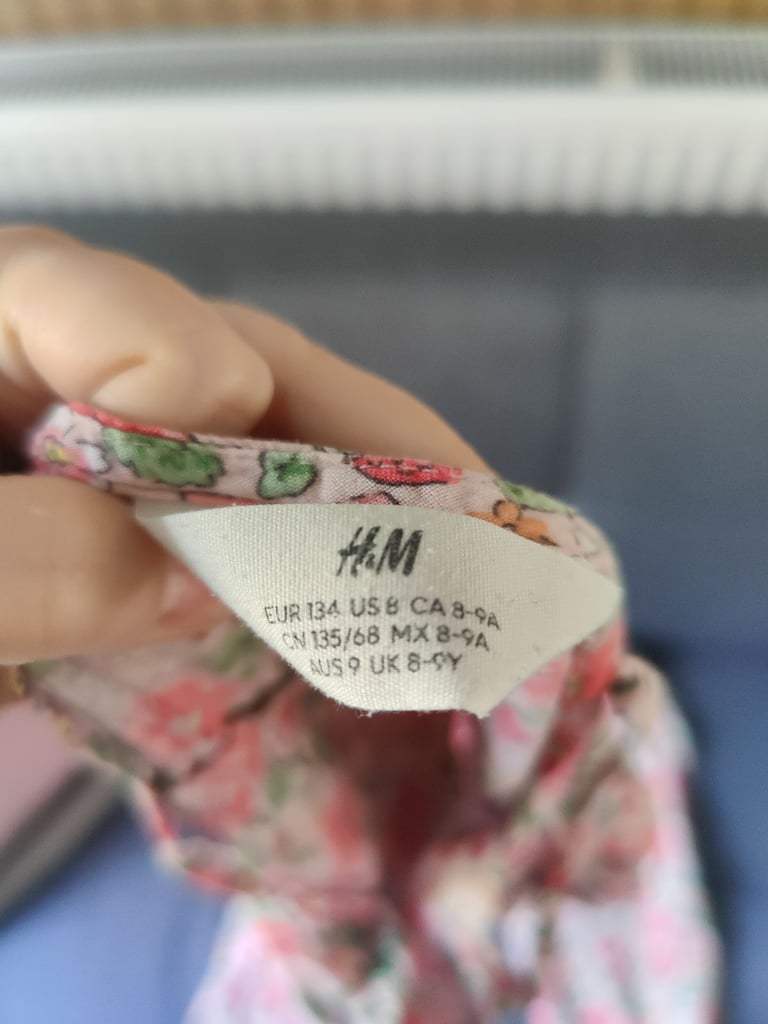 H&M
EUR 134 US 8 CA 8-9A
CN 135/68 MX 8-9A
AUS 9 UK 8-9Y